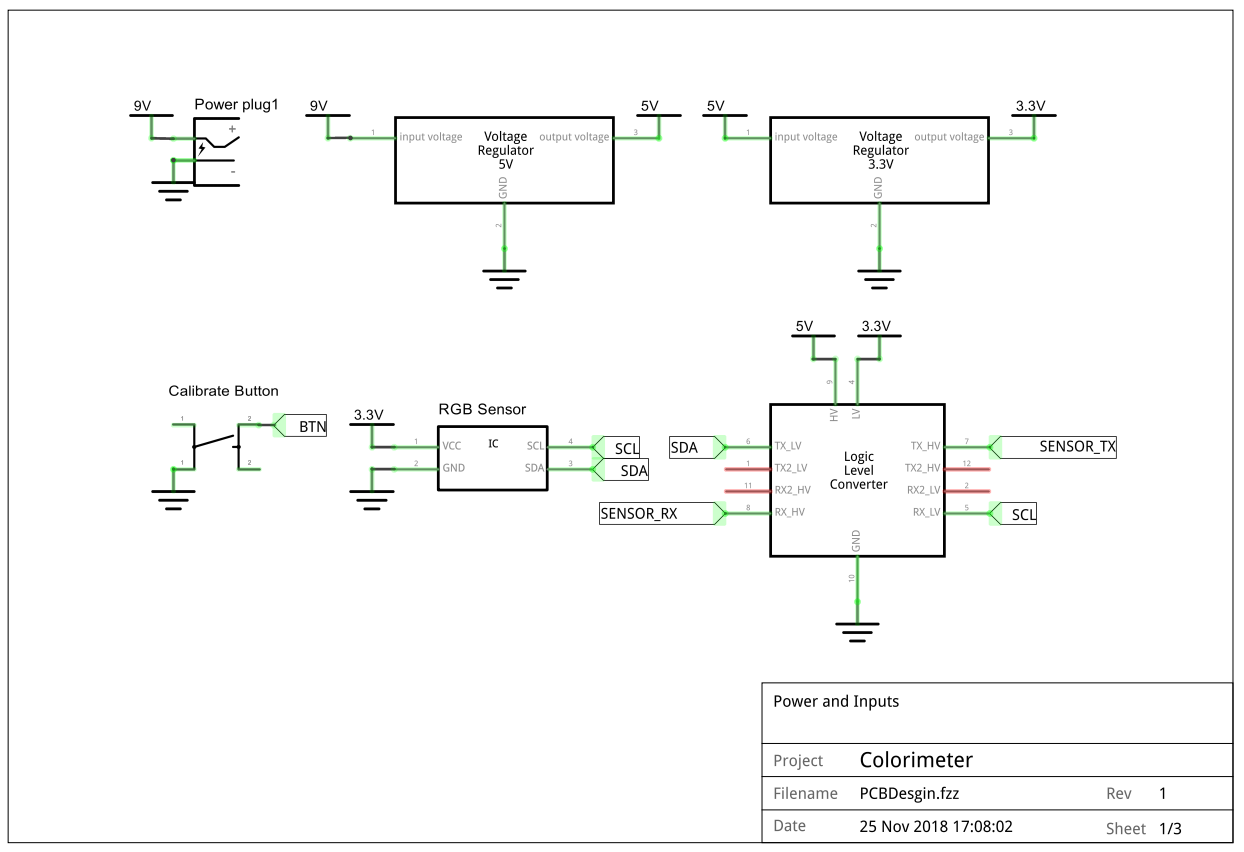 9V
Power plug1
+
-
9V
1
input voltage
Voltage
Regulator
5V
output voltage
3
5V
GND
2
5V
1
input voltage
Voltage
Regulator
3.3V
output voltage
3
3.3V
GND
2
Calibrate Button
1
2
BTN
1
2
3.3V
RGB Sensor
IC
1
VCC
2
GND
SCL
4
SCL
SDA
3
SDA
5V
3.3V
9
4
HV
LV
Logic
Level
Converter
SDA
6
TX_LV
1
TX2_LV
11
RX2_HV
SENSOR_RX
8
RX_HV
TX_HV
7
SENSOR_TX
TX2_HV
12
RX2_LV
2
RX_LV
5
SCL
GND
10
Power and Inputs
Project Colorimeter
Filename PCBDesgin.fzz Rev 1
Date 25 Nov 2018 17:08:02 Sheet 1/3